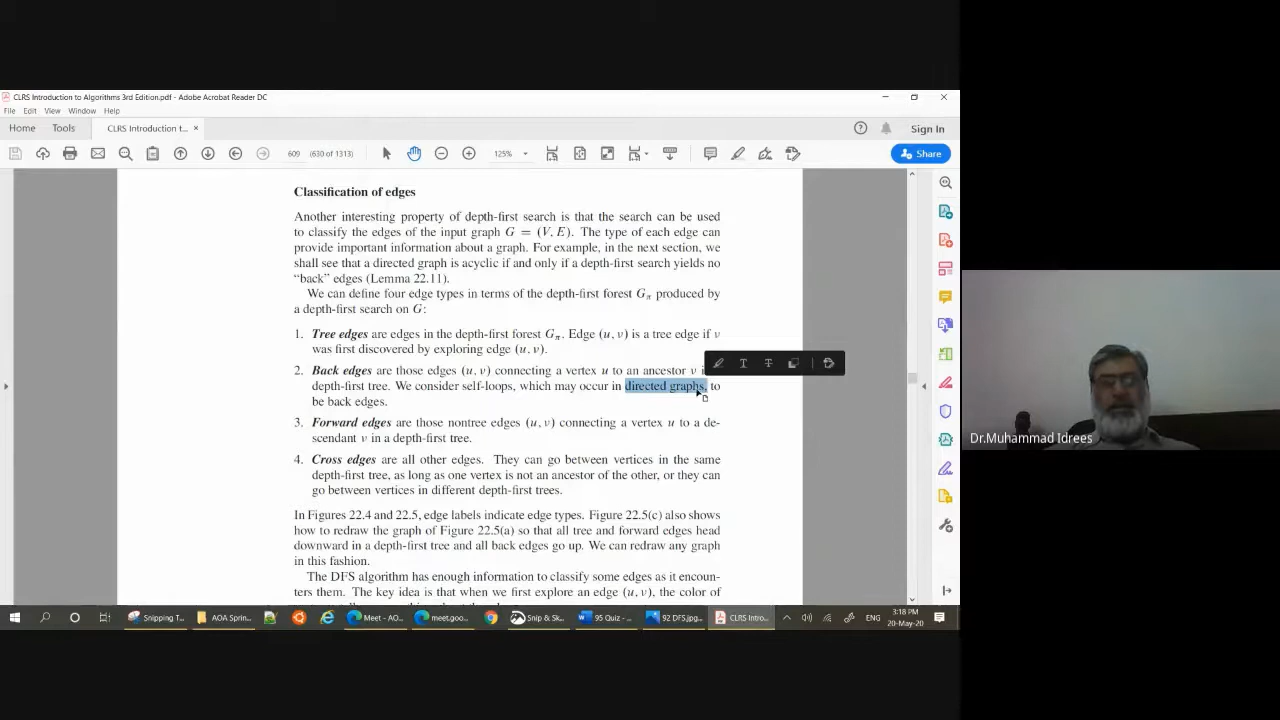 CLRS Introduction to Algorithms 3rd Edition.pdf - Adobe Acrobat Reader DC
File Edit View Window Help
Home Tools CLRS Introduction t... × Sign In
609 (630 of 1313) 125% Share
Classification of edges
Another interesting property of depth-first search is that the search can be used
to classify the edges of the input graph G = (V, E). The type of each edge can
provide important information about a graph. For example, in the next section, we
shall see that a directed graph is acyclic if and only if a depth-first search yields no
“back” edges (Lemma 22.11).
We can define four edge types in terms of the depth-first forest Gπ produced by
a depth-first search on G:
1. Tree edges are edges in the depth-first forest Gπ. Edge (u, v) is a tree edge if v
was first discovered by exploring edge (u, v).
2. Back edges are those edges (u, v) connecting a vertex u to an ancestor v
depth-first tree. We consider self-loops, which may occur in directed graphs, to
be back edges.
3. Forward edges are those nontree edges (u, v) connecting a vertex u to a de-
scendant v in a depth-first tree.
4. Cross edges are all other edges. They can go between vertices in the same
depth-first tree, as long as one vertex is not an ancestor of the other, or they can
go between vertices in different depth-first trees.
In Figures 22.4 and 22.5, edge labels indicate edge types. Figure 22.5(c) also shows
how to redraw the graph of Figure 22.5(a) so that all tree and forward edges head
downward in a depth-first tree and all back edges go up. We can redraw any graph
in this fashion.
The DFS algorithm has enough information to classify some edges as it encoun-
ters them. The key idea is that when we first explore an edge (u, v), the color of
Dr.Muhammad Idrees
Snipping T... AOA Sprin... Meet - AO... meet.goo... Snip & Sk... 95 Quiz - ... 92 DFS.jpg... CLRS Intro... ENG
3:18 PM
20-May-20